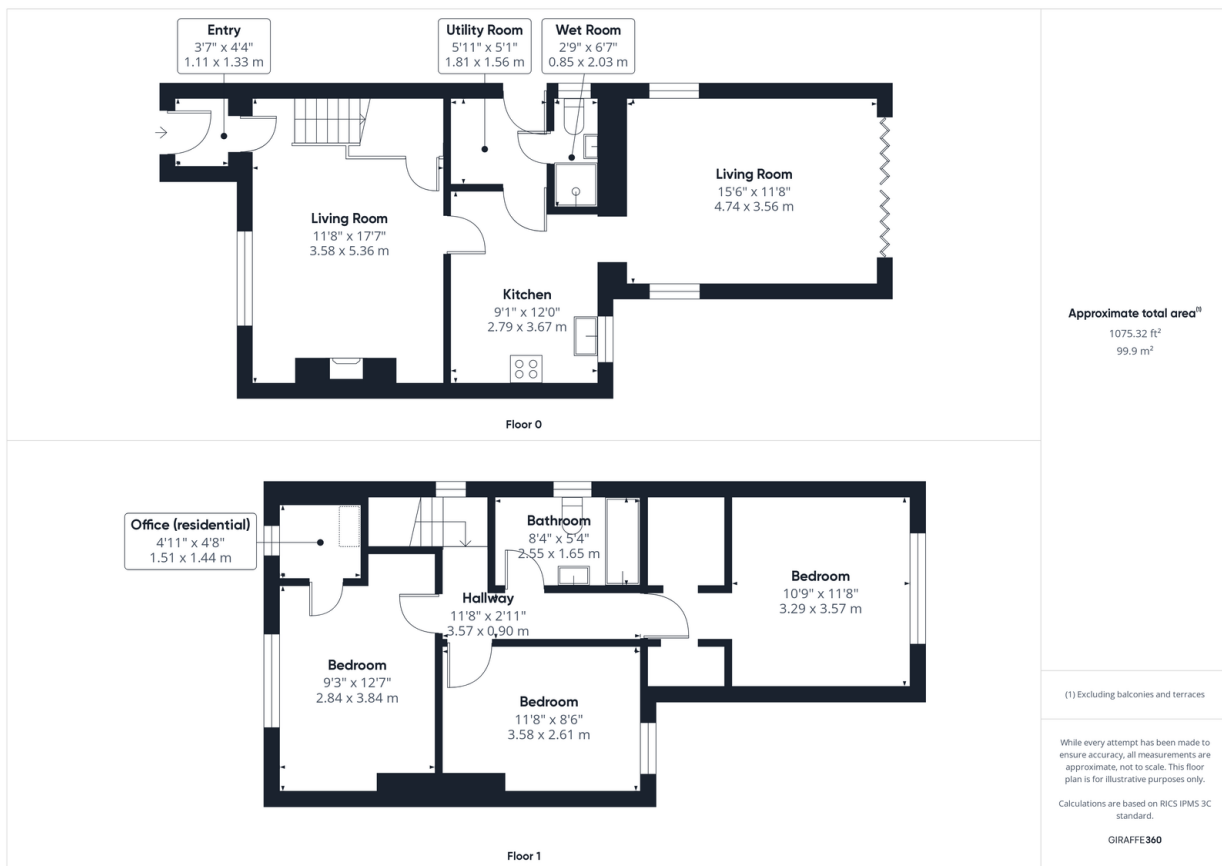 Entry
3'7" x 4'4"
1.11 x 1.33 m
Utility Room
5'11" x 5'1"
1.81 x 1.56 m
Wet Room
2'9" x 6'7"
0.85 x 2.03 m
Living Room
11'8" x 17'7"
3.58 x 5.36 m
Living Room
15'6" x 11'8"
4.74 x 3.56 m
Kitchen
9'1" x 12'0"
2.79 x 3.67 m
Floor 0
Office (residential)
4'11" x 4'8"
1.51 x 1.44 m
Bathroom
8'4" x 5'4"
2.55 x 1.65 m
Bedroom
10'9" x 11'8"
3.29 x 3.57 m
Hallway
11'8" x 2'11"
3.57 x 0.90 m
Bedroom
9'3" x 12'7"
2.84 x 3.84 m
Bedroom
11'8" x 8'6"
3.58 x 2.61 m
Floor 1
Approximate total area(1)
1075.32 ft²
99.9 m²
(1) Excluding balconies and terraces
While every attempt has been made to
ensure accuracy, all measurements are
approximate, not to scale. This floor
plan is for illustrative purposes only.
Calculations are based on RICS IPMS 3C
standard.
GIRAFFE360